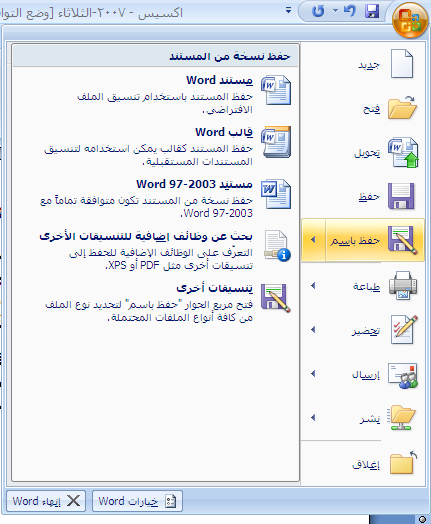 اكسيس - ٢٠٠٧-الثلاثاء [وضع التواف
جديد
فتح
تحويل
حفظ
حفظ باسم
طباعة
تحضير
إرسال
نشر
إغلاق
حفظ نسخة من المستند
مستند Word
حفظ المستند باستخدام تنسيق الملف
الافتراضي.
قالب Word
حفظ المستند كقالب يمكن استخدامه لتنسيق
المستندات المستقبلية.
مستند Word 97-2003
حفظ نسخة من المستند تكون متوافقة تماماً مع
Word 97-2003.
بحث عن وظائف إضافية للتنسيقات الأخرى
التعرّف على الوظائف الإضافية للحفظ إلى
تنسيقات أخرى مثل PDF أو XPS.
تنسيقات أخرى
فتح مربع الحوار "حفظ باسم" لتحديد نوع الملف
من كافة أنواع الملفات المحتملة.
خيارات Word
إنهاء Word